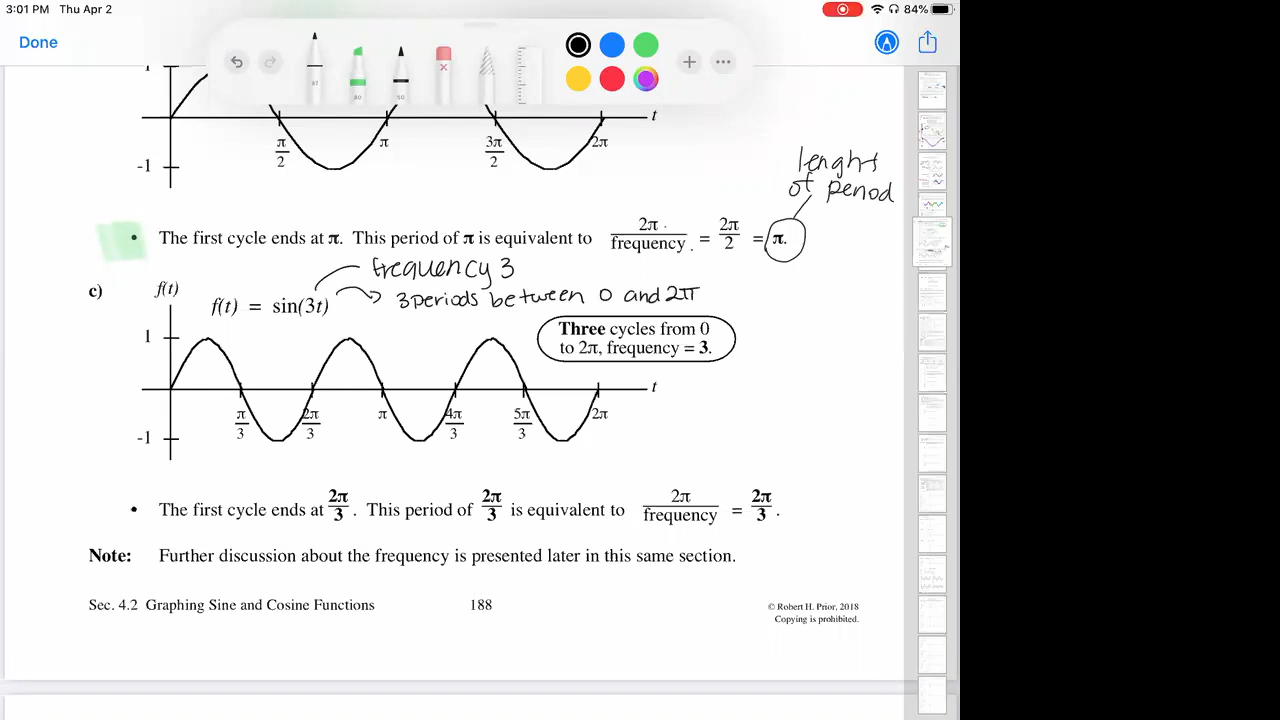 3:01 PM Thu Apr 2
84%
Done
80
50
1
t
π/2 π 3π/2 2π
-1
lenghs
of period
• The first cycle ends at π. This period of π is equivalent to 2π/frequency = 2π/2 = π.
frequency 3
c) f(t) f(t) = sin(3t)
3 periods between 0 and 2π
Three cycles from 0
to 2π, frequency = 3.
1
t
π/3 2π/3 π 4π/3 5π/3 2π
-1
• The first cycle ends at 2π/3. This period of 2π/3 is equivalent to 2π/frequency = 2π/3.
Note: Further discussion about the frequency is presented later in this same section.
Sec. 4.2 Graphing Sine and Cosine Functions 188
© Robert H. Prior, 2018
Copying is prohibited.